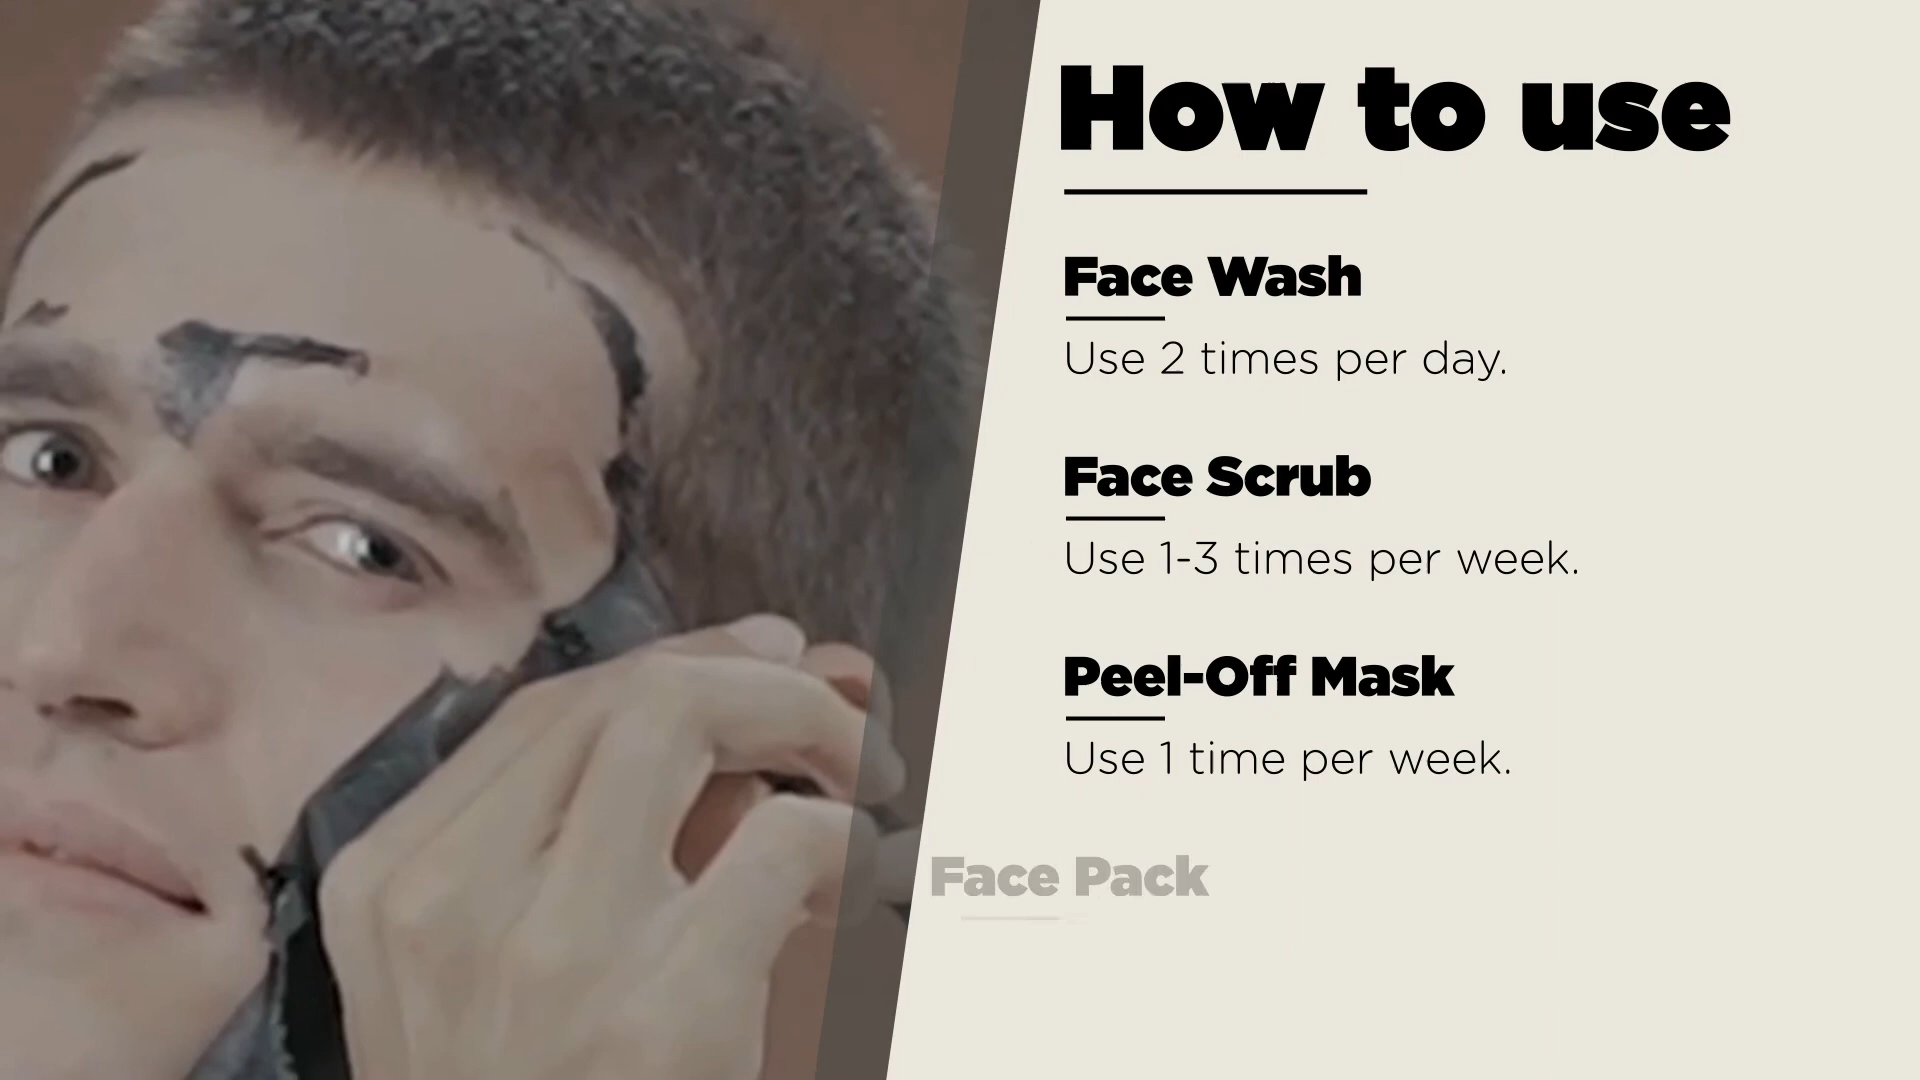 How to use
Face Wash
Use 2 times per day.
Face Scrub
Use 1-3 times per week.
Peel-Off Mask
Use 1 time per week.
Face Pack